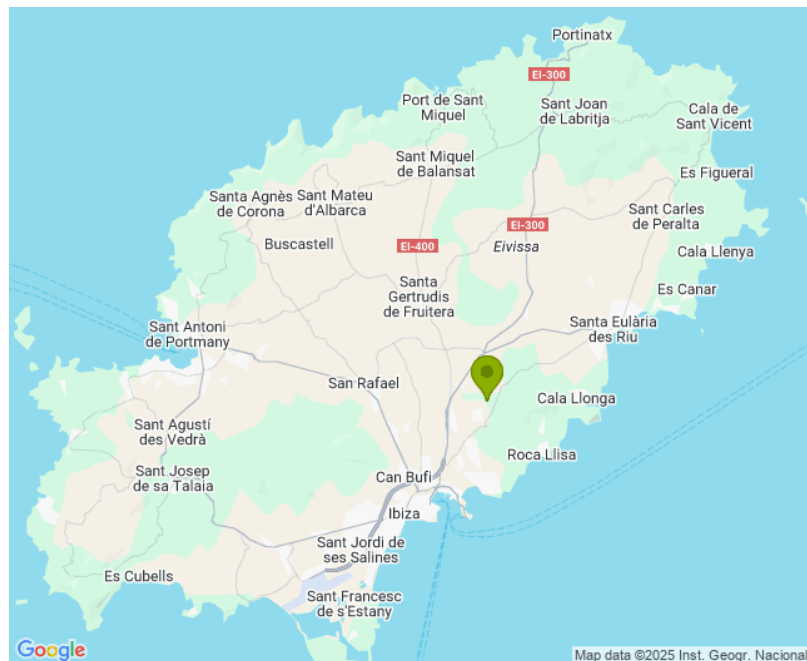 Portinatx
EI-300
Port de Sant
Miquel
Sant Joan
de Labritja
Cala de
Sant Vicent
Sant Miquel
de Balansat
Es Figueral
Santa Agnès
de Corona
Sant Mateu
d'Albarca
Sant Carles
de Peralta
EI-300
Buscastell
EI-400
Eivissa
Cala Llenya
Santa
Gertrudis
de Fruitera
Es Canar
Sant Antoni
de Portmany
Santa Eulària
des Riu
San Rafael
Cala Llonga
Sant Agustí
des Vedrà
Roca Llisa
Sant Josep
de sa Talaia
Can Bufi
Ibiza
Sant Jordi de
ses Salines
Es Cubells
Sant Francesc
de s'Estany
Google
Map data ©2025 Inst. Geogr. Nacional